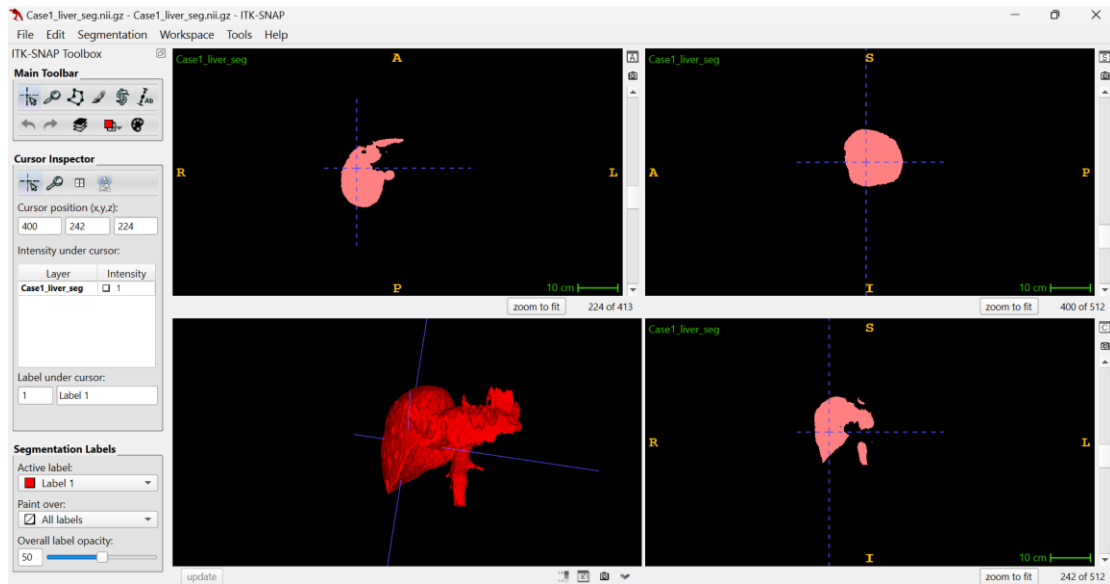 Case1_liver_seg.nii.gz - Case1_liver_seg.nii.gz - ITK-SNAP
File Edit Segmentation Workspace Tools Help
ITK-SNAP Toolbox
Main Toolbar
Ab
Cursor Inspector
Cursor position (x,y,z):
400 242 224
Intensity under cursor:
Layer Intensity
Case1_liver_seg 1
Label under cursor:
1 Label 1
Segmentation Labels
Active label:
Label 1
Paint over:
All labels
Overall label opacity:
50
Case1_liver_seg
A
R
L
P
10 cm
A
zoom to fit 224 of 413
Case1_liver_seg
S
A
P
I
10 cm
S
zoom to fit 400 of 512
update
Case1_liver_seg
S
R
L
I
10 cm
C
zoom to fit 242 of 512